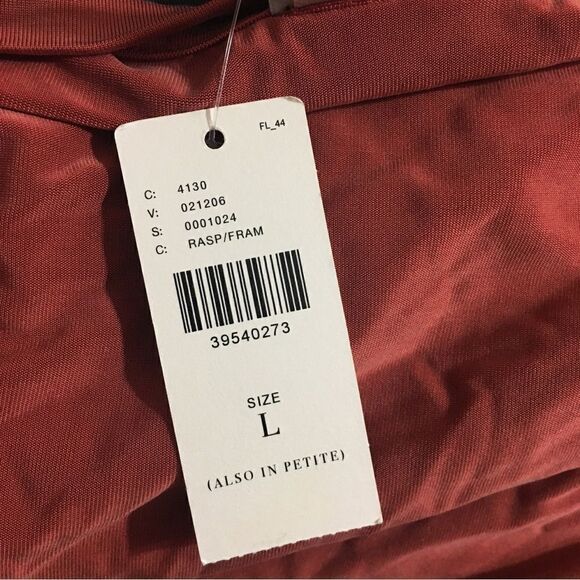 FL_44
C: 4130
V: 021206
S: 0001024
C: RASP/FRAM
39540273
SIZE
L
(ALSO IN PETITE)